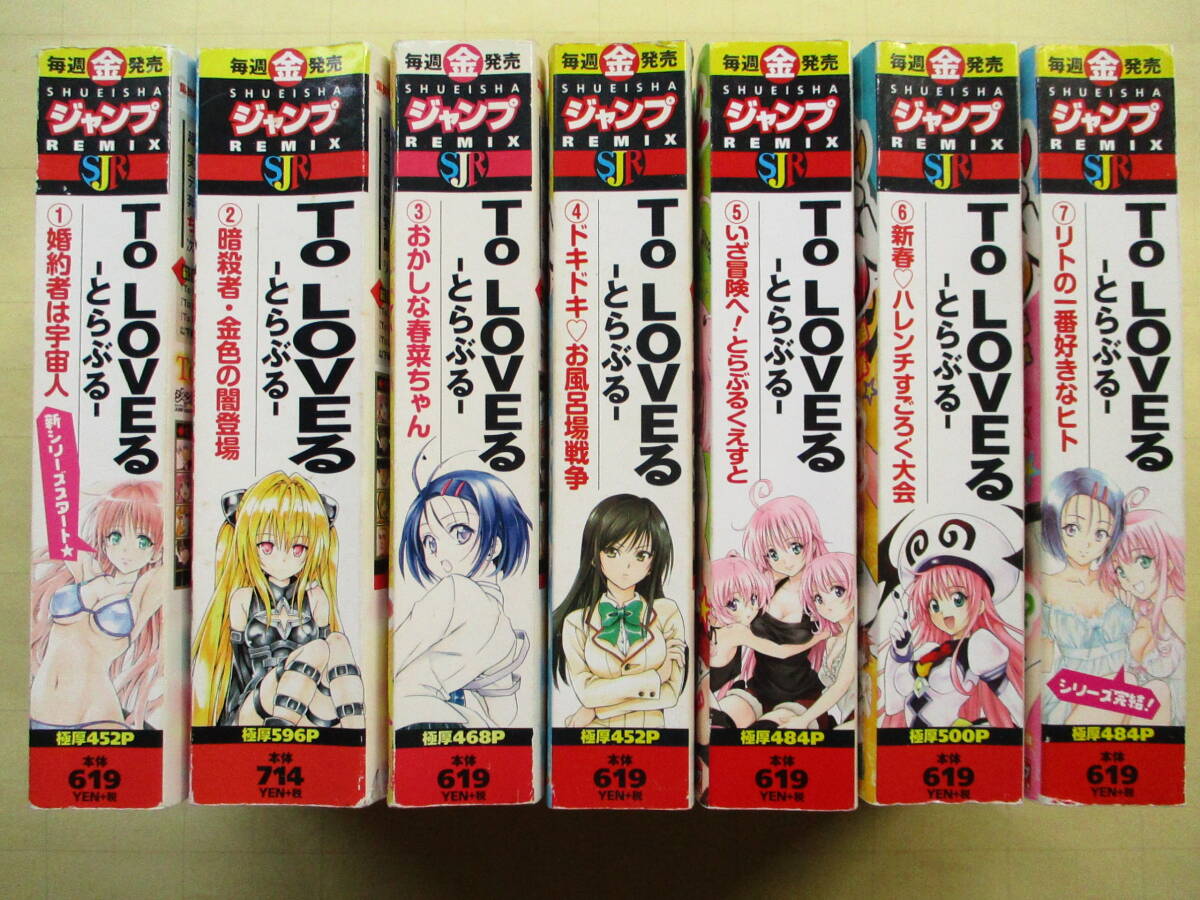 毎週金発売
SHUEISHA
ジャンプ
REMIX
SJR
To LOVEる
-とらぶる-
①婚約者は宇宙人
新シリーズスタート★
極厚452P
本体
619
YEN+税
毎週金発売
SHUEISHA
ジャンプ
REMIX
SJR
To LOVEる
-とらぶる-
②暗殺者・金色の闇登場
極厚596P
本体
714
YEN+税
毎週金発売
SHUEISHA
ジャンプ
REMIX
SJR
To LOVEる
-とらぶる-
③おかしな春菜ちゃん
極厚468P
本体
619
YEN+税
毎週金発売
SHUEISHA
ジャンプ
REMIX
SJR
To LOVEる
-とらぶる-
④ドキドキ♡お風呂場戦争
極厚452P
本体
619
YEN+税
毎週金発売
SHUEISHA
ジャンプ
REMIX
SJR
To LOVEる
-とらぶる-
⑤いざ冒険へ!とらぶるくえすと
極厚484P
本体
619
YEN+税
毎週金発売
SHUEISHA
ジャンプ
REMIX
SJR
To LOVEる
-とらぶる-
⑥新春♡ハレンチすごろく大会
極厚500P
本体
619
YEN+税
毎週金発売
SHUEISHA
ジャンプ
REMIX
SJR
To LOVEる
-とらぶる-
⑦リトの一番好きなヒト
シリーズ完結!
極厚484P
本体
619
YEN+税